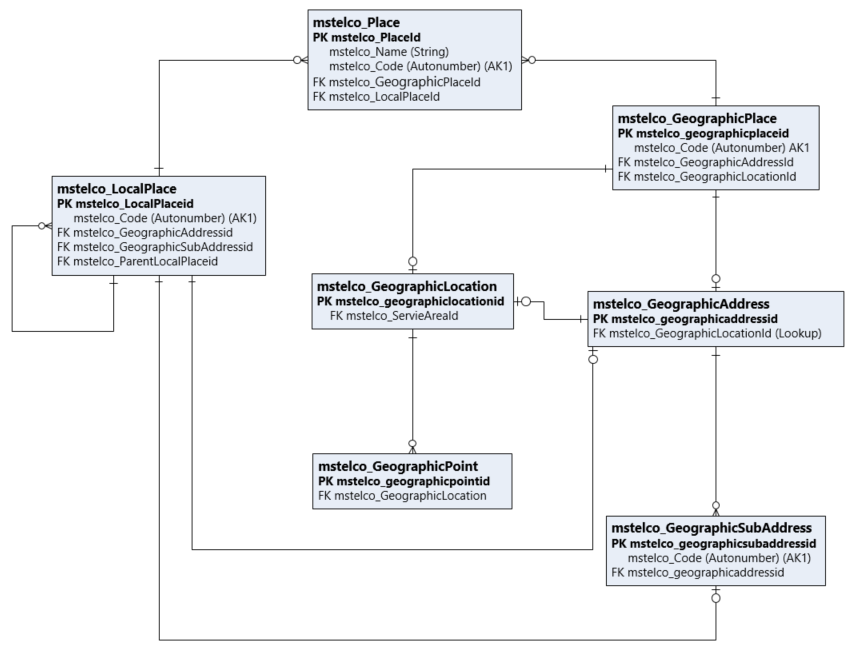 mstelco_Place
PK mstelco_PlaceId
mstelco_Name (String)
mstelco_Code (Autonumber) (AK1)
FK mstelco_GeographicPlaceId
FK mstelco_LocalPlaceId
mstelco_GeographicPlace
PK mstelco_geographicplaceid
mstelco_Code (Autonumber) AK1
FK mstelco_GeographicAddressId
FK mstelco_GeographicLocationId
mstelco_LocalPlace
PK mstelco_LocalPlaceid
mstelco_Code (Autonumber) (AK1)
FK mstelco_GeographicAddressid
FK mstelco_GeographicSubAddressid
FK mstelco_ParentLocalPlaceid
mstelco_GeographicLocation
PK mstelco_geographiclocationid
FK mstelco_ServieAreaId
mstelco_GeographicAddress
PK mstelco_geographicaddressid
FK mstelco_GeographicLocationId (Lookup)
mstelco_GeographicPoint
PK mstelco_geographicpointid
FK mstelco_GeographicLocation
mstelco_GeographicSubAddress
PK mstelco_geographicsubaddressid
mstelco_Code (Autonumber) (AK1)
FK mstelco_geographicaddressid